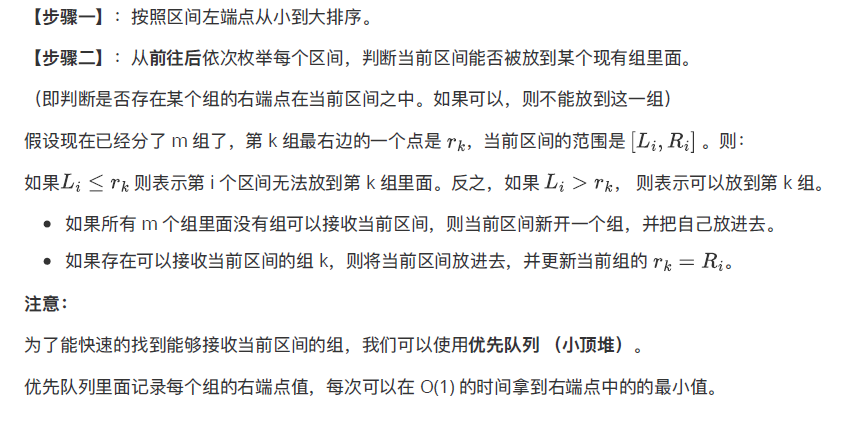 【步骤一】：按照区间左端点从小到大排序。
【步骤二】：从前往后依次枚举每个区间，判断当前区间能否被放到某个现有组里面。
（即判断是否存在某个组的右端点在当前区间之中。如果可以，则不能放到这一组）
假设现在已经分了 m 组了，第 k 组最右边的一个点是 $r_k$，当前区间的范围是 $[L_i, R_i]$ 。则：
如果$L_i \leq r_k$ 则表示第 i 个区间无法放到第 k 组里面。反之，如果 $L_i > r_k$， 则表示可以放到第 k 组。
• 如果所有 m 个组里面没有组可以接收当前区间，则当前区间新开一个组，并把自己放进去。
• 如果存在可以接收当前区间的组 k，则将当前区间放进去，并更新当前组的 $r_k = R_i$。
注意：
为了能快速的找到能够接收当前区间的组，我们可以使用优先队列 （小顶堆）。
优先队列里面记录每个组的右端点值，每次可以在 O(1) 的时间拿到右端点中的的最小值。